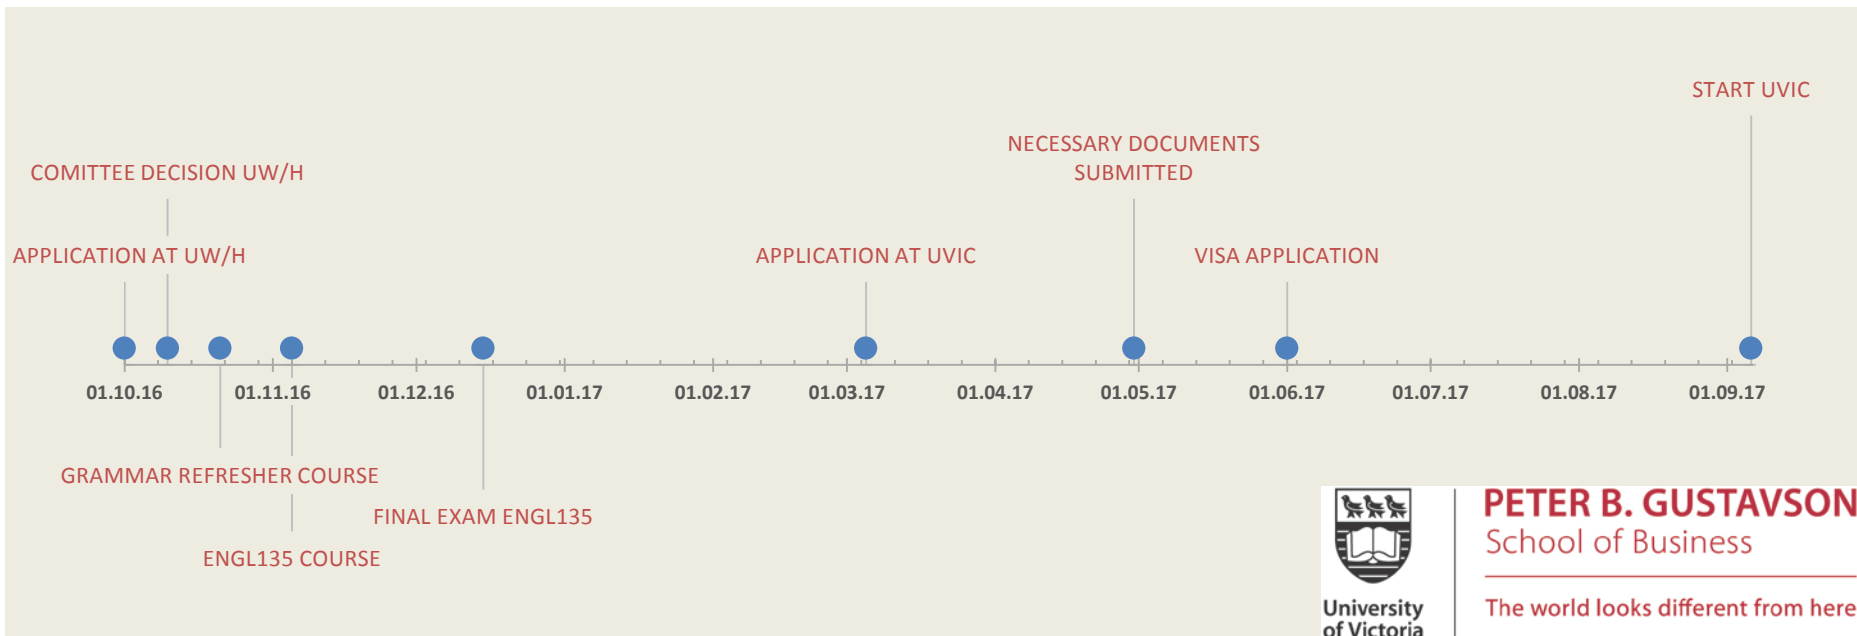 START UVIC
NECESSARY DOCUMENTS
SUBMITTED
COMITTEE DECISION UW/H
APPLICATION AT UW/H
APPLICATION AT UVIC
VISA APPLICATION
01.10.16
01.11.16
01.12.16
01.01.17
01.02.17
01.03.17
01.04.17
01.05.17
01.06.17
01.07.17
01.08.17
01.09.17
GRAMMAR REFRESHER COURSE
FINAL EXAM ENGL135
ENGL135 COURSE
University
of Victoria
PETER B. GUSTAVSON
School of Business
The world looks different from here